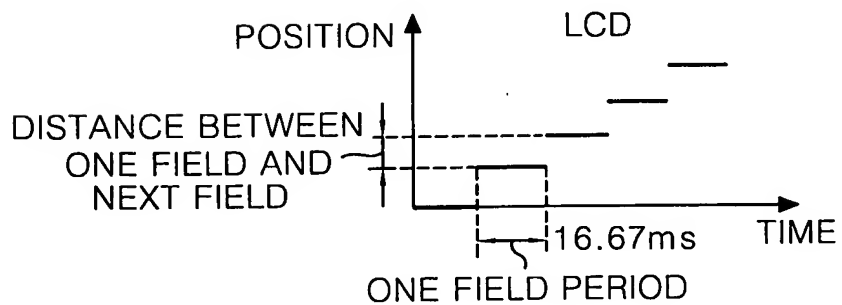 POSITION
LCD
DISTANCE BETWEEN
ONE FIELD AND
NEXT FIELD
16.67ms
TIME
ONE FIELD PERIOD